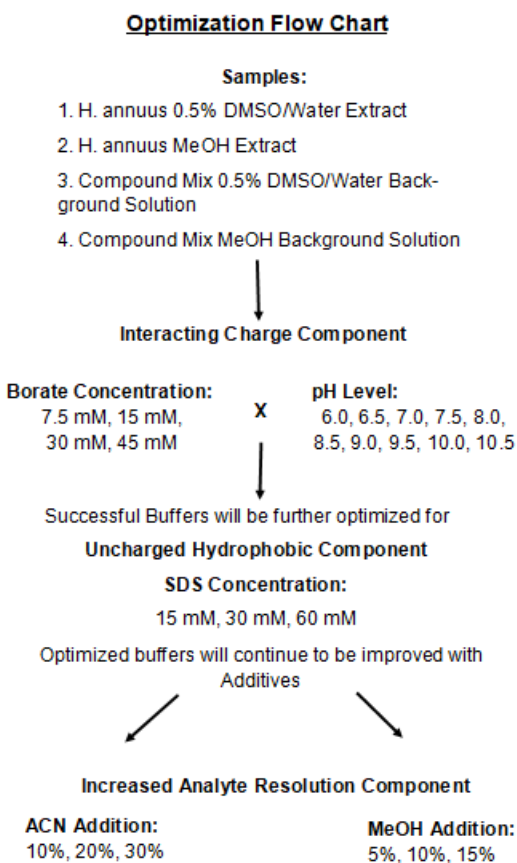 Optimization Flow Chart
Samples:
1. H. annuus 0.5% DMSO/Water Extract
2. H. annuus MeOH Extract
3. Compound Mix 0.5% DMSO/Water Back-
ground Solution
4. Compound Mix MeOH Background Solution
Interacting Charge Component
Borate Concentration:
7.5 mM, 15 mM,
30 mM, 45 mM
X
pH Level:
6.0, 6.5, 7.0, 7.5, 8.0,
8.5, 9.0, 9.5, 10.0, 10.5
Successful Buffers will be further optimized for
Uncharged Hydrophobic Component
SDS Concentration:
15 mM, 30 mM, 60 mM
Optimized buffers will continue to be improved with
Additives
Increased Analyte Resolution Component
ACN Addition:
10%, 20%, 30%
MeOH Addition:
5%, 10%, 15%